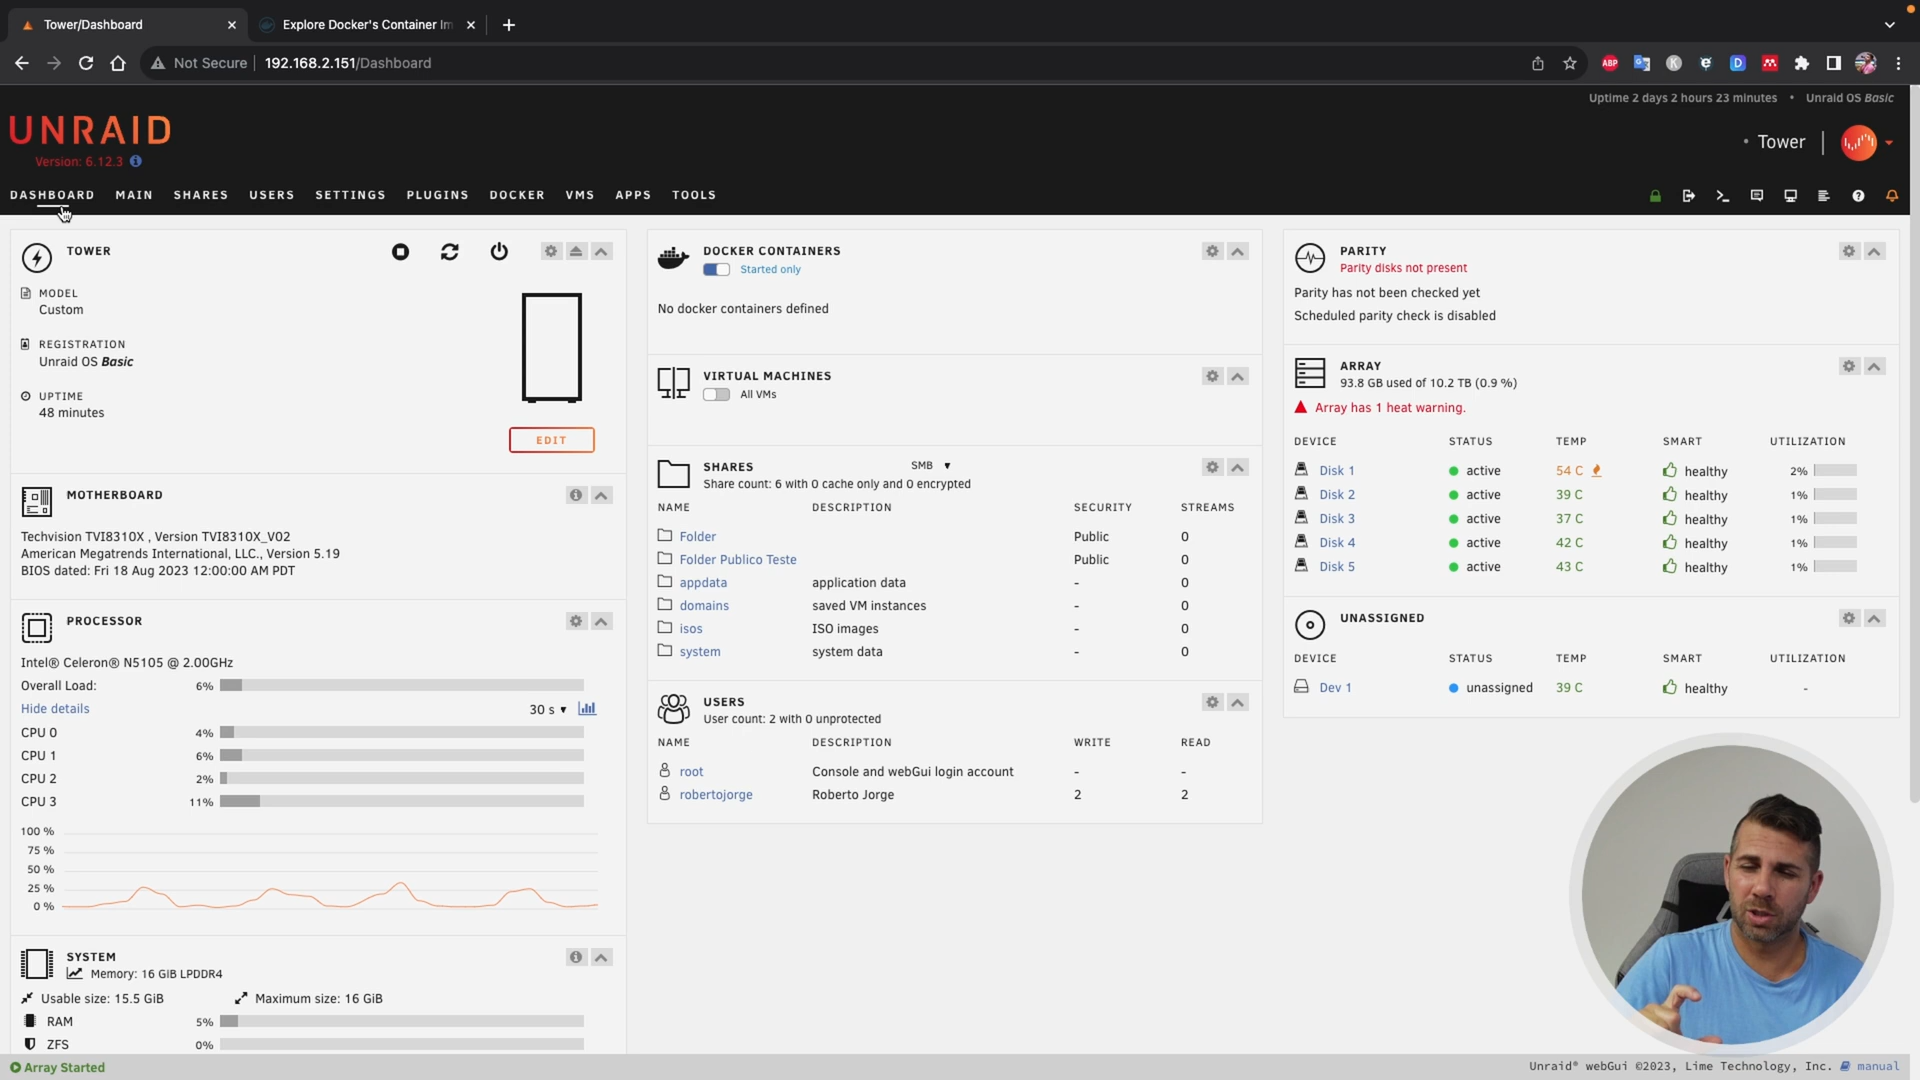 Tower/Dashboard
Explore Docker's Container Im
Not Secure
192.168.2.151/Dashboard
ABP
Uptime 2 days 2 hours 23 minutes • Unraid OS Basic
UNRAID
Version: 6.12.3
• Tower
DASHBOARD MAIN SHARES USERS SETTINGS PLUGINS DOCKER VMS APPS TOOLS
TOWER
MODEL
Custom
REGISTRATION
Unraid OS Basic
UPTIME
48 minutes
EDIT
MOTHERBOARD
Techvision TVI8310X , Version TVI8310X_V02
American Megatrends International, LLC., Version 5.19
BIOS dated: Fri 18 Aug 2023 12:00:00 AM PDT
PROCESSOR
Intel® Celeron® N5105 @ 2.00GHz
Overall Load: 6%
Hide details 30 s
CPU 0 4%
CPU 1 6%
CPU 2 2%
CPU 3 11%
100 %
75 %
50 %
25 %
0 %
SYSTEM
Memory: 16 GiB LPDDR4
Usable size: 15.5 GiB Maximum size: 16 GiB
RAM 5%
ZFS 0%
DOCKER CONTAINERS
Started only
No docker containers defined
VIRTUAL MACHINES
All VMs
SHARES SMB
Share count: 6 with 0 cache only and 0 encrypted
NAME DESCRIPTION SECURITY STREAMS
Folder Public 0
Folder Publico Teste Public 0
appdata application data - 0
domains saved VM instances - 0
isos ISO images - 0
system system data - 0
USERS
User count: 2 with 0 unprotected
NAME DESCRIPTION WRITE READ
root Console and webGui login account - -
robertojorge Roberto Jorge 2 2
PARITY
Parity disks not present
Parity has not been checked yet
Scheduled parity check is disabled
ARRAY
93.8 GB used of 10.2 TB (0.9 %)
Array has 1 heat warning.
DEVICE STATUS TEMP SMART UTILIZATION
Disk 1 active 54 C healthy 2%
Disk 2 active 39 C healthy 1%
Disk 3 active 37 C healthy 1%
Disk 4 active 42 C healthy 1%
Disk 5 active 43 C healthy 1%
UNASSIGNED
DEVICE STATUS TEMP SMART UTILIZATION
Dev 1 unassigned 39 C healthy -
Array Started
Unraid® webGui ©2023, Lime Technology, Inc. manual